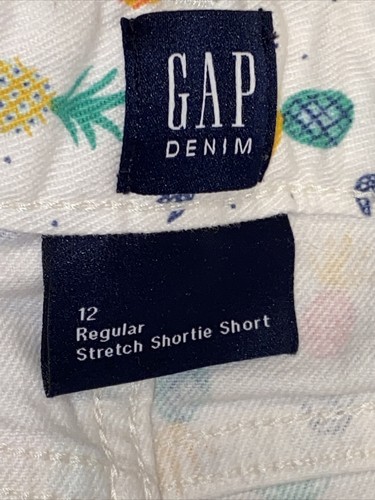 GAP
DENIM
12
Regular
Stretch Shortie Short